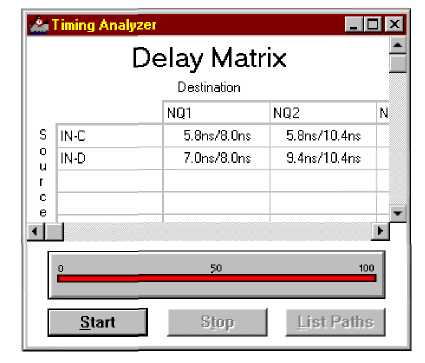 Timing Analyzer
Delay Matrix
Destination
NQ1 NQ2 N
Source
IN-C 5.8ns/8.0ns 5.8ns/10.4ns
IN-D 7.0ns/8.0ns 9.4ns/10.4ns
0 50 100
Start Stop List Paths